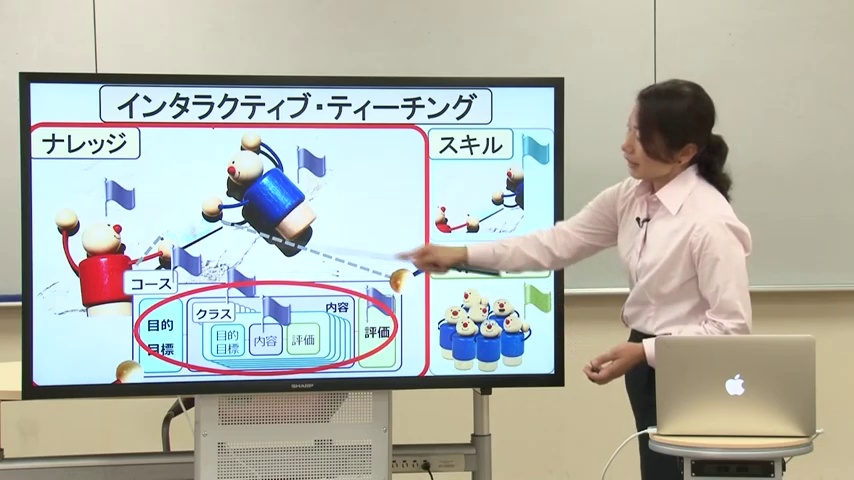 インタラクティブ・ティーチング
ナレッジ
スキル
コース
クラス
内容
目的
目標
目的
目標
内容
評価
評価
SHARP